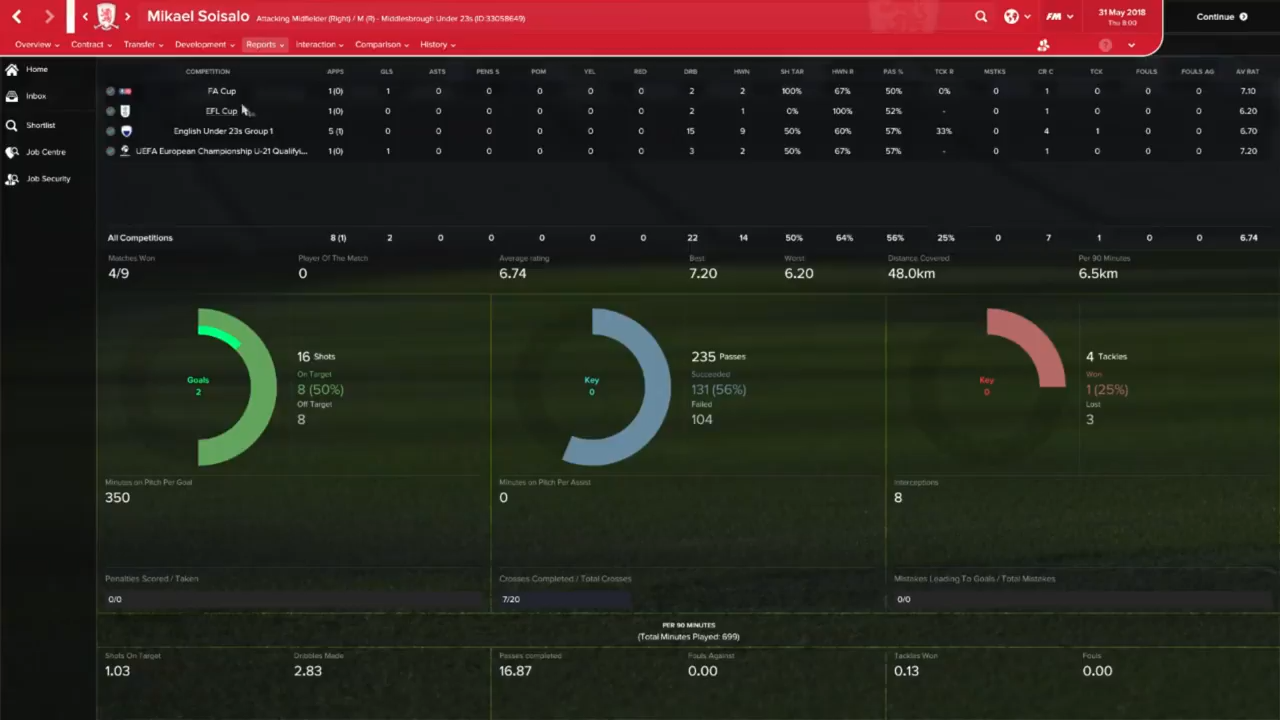 Mikael Soisalo Attacking Midfielder (Right) / M (R) - Middlesbrough Under 23s (ID:33058649)
FM 31 May 2018 Thu 8:00 Continue
Overview Contract Transfer Development Reports Interaction Comparison History
Home
Inbox
Shortlist
Job Centre
Job Security
COMPETITION APPS GLS ASTS PENS S POM YEL RED DRB HWN SH TAR HWN R PAS % TCK R MSTKS CR C TCK FOULS FOULS AG AV RAT
FA Cup 1(0) 1 0 0 0 0 0 2 2 100% 67% 50% 0% 0 1 0 0 0 7.10
EFL Cup 1(0) 0 0 0 0 0 0 2 1 0% 100% 52% - 0 1 0 0 0 6.20
English Under 23s Group 1 5 (1) 0 0 0 0 0 0 15 9 50% 60% 57% 33% 0 4 1 0 0 6.70
UEFA European Championship U-21 Qualifyi... 1(0) 1 0 0 0 0 0 3 2 50% 67% 57% - 0 1 0 0 0 7.20
All Competitions 8 (1) 2 0 0 0 0 0 22 14 50% 64% 56% 25% 0 7 1 0 0 6.74
Matches Won Player Of The Match Average rating Best Worst Distance Covered Per 90 Minutes
4/9 0 6.74 7.20 6.20 48.0km 6.5km
16 Shots 235 Passes 4 Tackles
On Target Succeeded Won
Goals Key Key
2 0 0
8 (50%) 131 (56%) 1 (25%)
Off Target Failed Lost
8 104 3
Minutes on Pitch Per Goal Minutes on Pitch Per Assist Interceptions
350 0 8
Penalties Scored / Taken Crosses Completed / Total Crosses Mistakes Leading To Goals / Total Mistakes
0/0 7/20 0/0
PER 90 MINUTES
(Total Minutes Played: 699)
Shots On Target Dribbles Made Passes completed Fouls Against Tackles Won Fouls
1.03 2.83 16.87 0.00 0.13 0.00